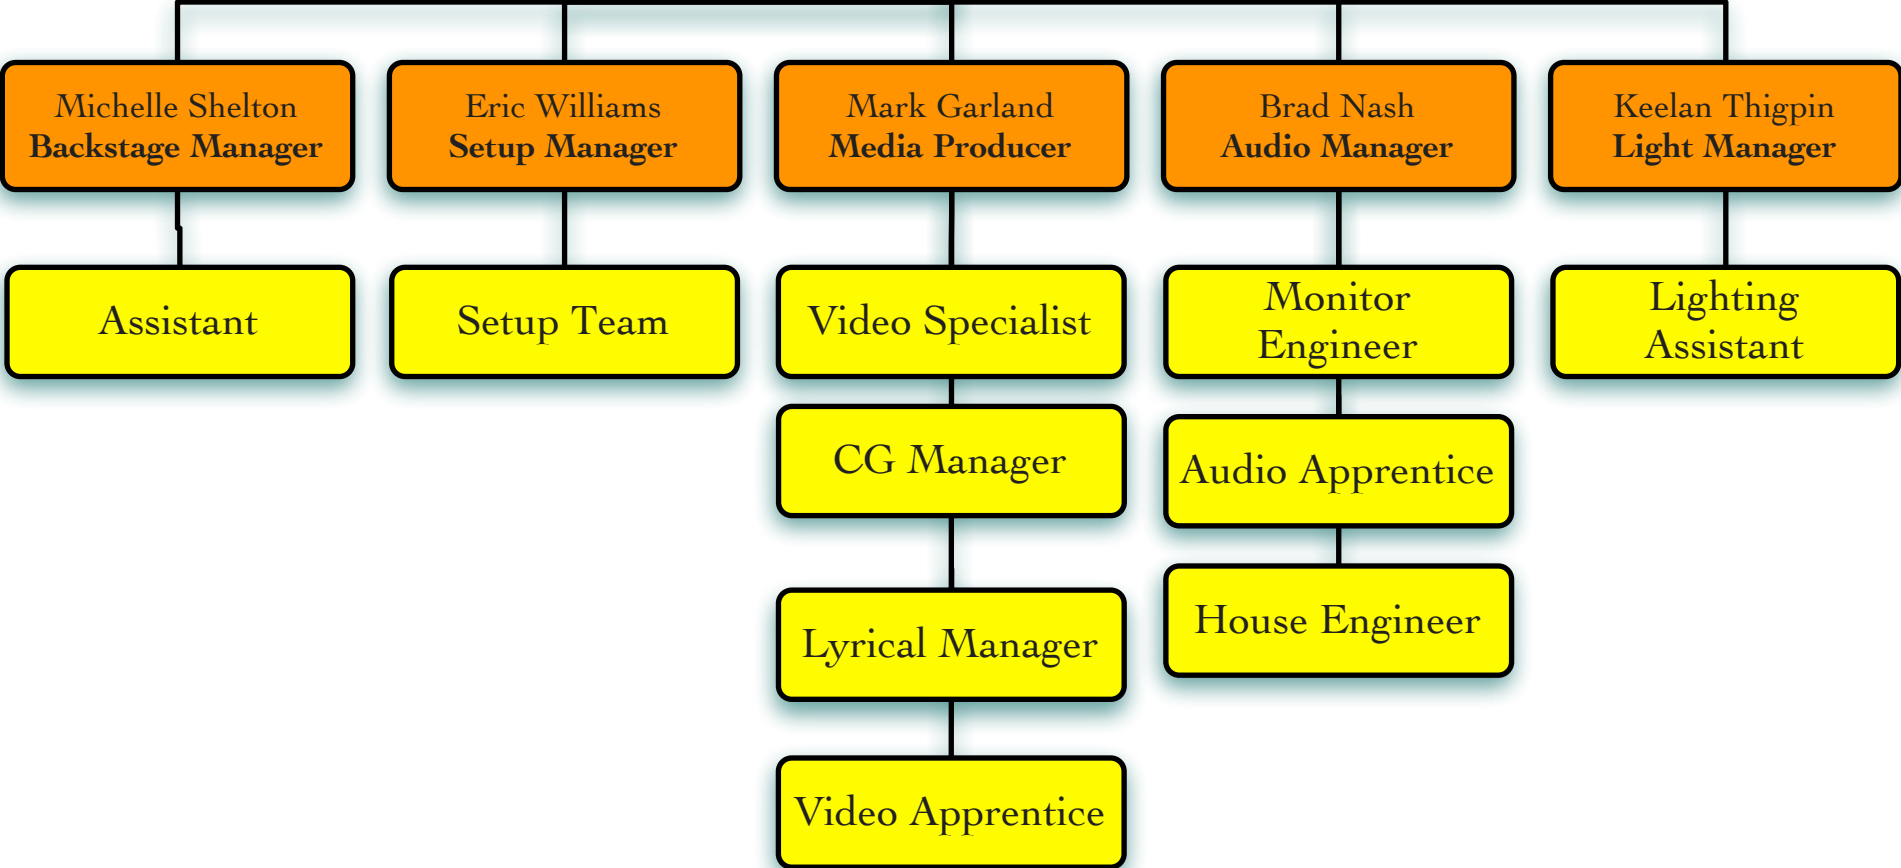 Michelle Shelton
Backstage Manager
Eric Williams
Setup Manager
Mark Garland
Media Producer
Brad Nash
Audio Manager
Keelan Thigpin
Light Manager
Assistant
Setup Team
Video Specialist
Monitor
Engineer
Lighting
Assistant
CG Manager
Audio Apprentice
Lyrical Manager
House Engineer
Video Apprentice